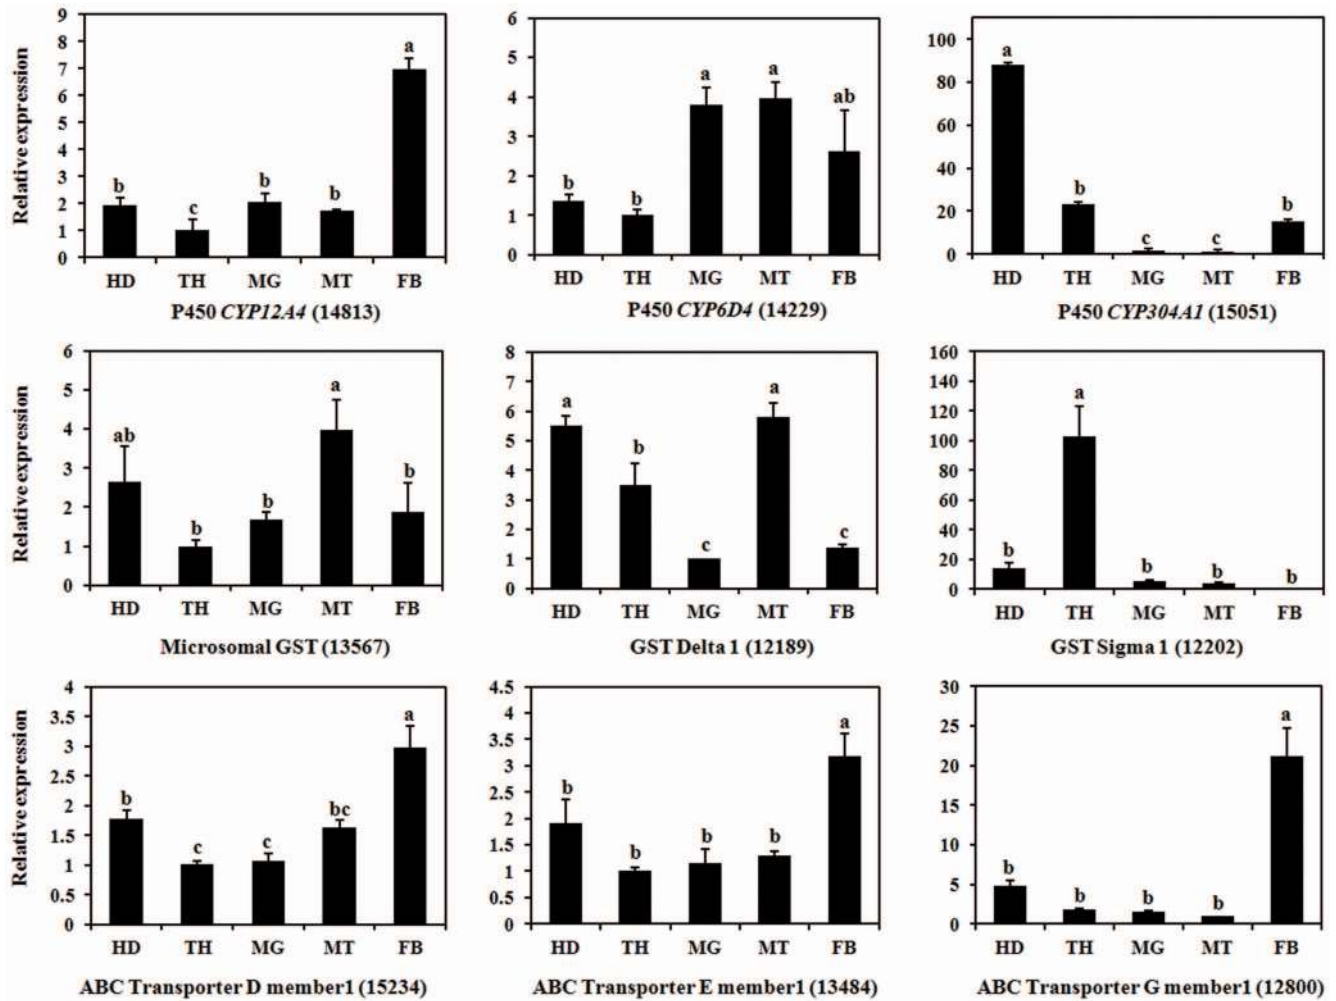 Relative expression
9
8
7
6
5
4
3
2
1
0
b
c
b
b
a
HD TH MG MT FB
P450 CYP12A4 (14813)
6
5
4
3
2
1
0
b
b
a
a
ab
HD TH MG MT FB
P450 CYP6D4 (14229)
100
80
60
40
20
0
a
b
c
c
b
HD TH MG MT FB
P450 CYP304A1 (15051)
Relative expression
6
5
4
3
2
1
0
ab
b
b
a
b
HD TH MG MT FB
Microsomal GST (13567)
8
7
6
5
4
3
2
1
0
a
b
c
a
c
HD TH MG MT FB
GST Delta 1 (12189)
160
140
120
100
80
60
40
20
0
b
a
b
b
b
HD TH MG MT FB
GST Sigma 1 (12202)
Relative expression
4
3.5
3
2.5
2
1.5
1
0.5
0
b
c
c
bc
a
HD TH MG MT FB
ABC Transporter D member1 (15234)
4.5
4
3.5
3
2.5
2
1.5
1
0.5
0
b
b
b
b
a
HD TH MG MT FB
ABC Transporter E member1 (13484)
30
25
20
15
10
5
0
b
b
b
b
a
HD TH MG MT FB
ABC Transporter G member1 (12800)